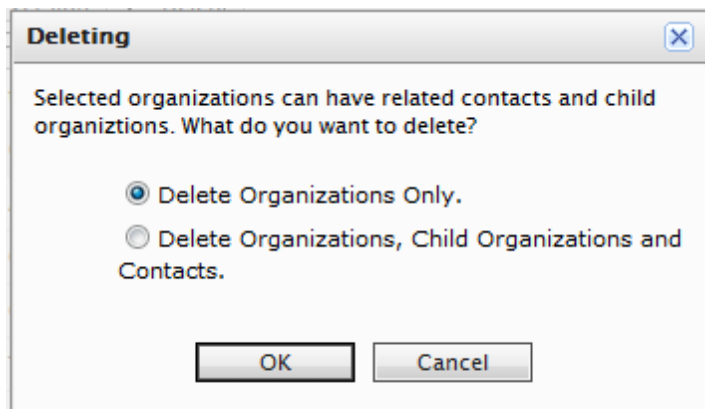 Deleting
Selected organizations can have related contacts and child
organiztions. What do you want to delete?
Delete Organizations Only.
Delete Organizations, Child Organizations and
Contacts.
OK
Cancel